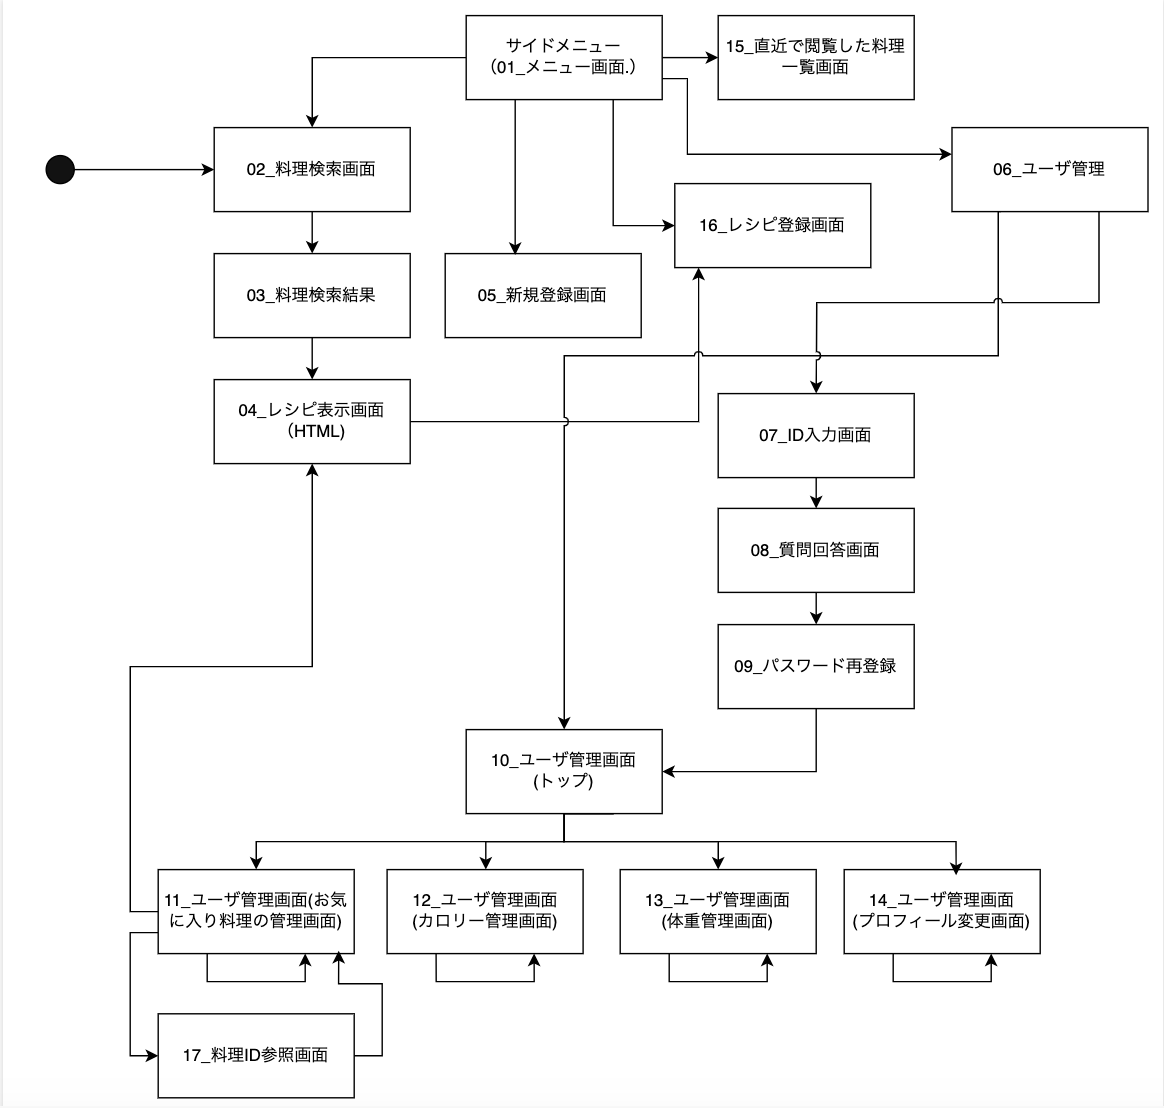 サイドメニュー
（01_メニュー画面.）
15_直近で閲覧した料理
一覧画面
02_料理検索画面
06_ユーザ管理
16_レシピ登録画面
03_料理検索結果
05_新規登録画面
04_レシピ表示画面
（HTML）
07_ID入力画面
08_質問回答画面
09_パスワード再登録
10_ユーザ管理画面
(トップ)
11_ユーザ管理画面(お気
に入り料理の管理画面)
12_ユーザ管理画面
(カロリー管理画面)
13_ユーザ管理画面
(体重管理画面)
14_ユーザ管理画面
(プロフィール変更画面)
17_料理ID参照画面